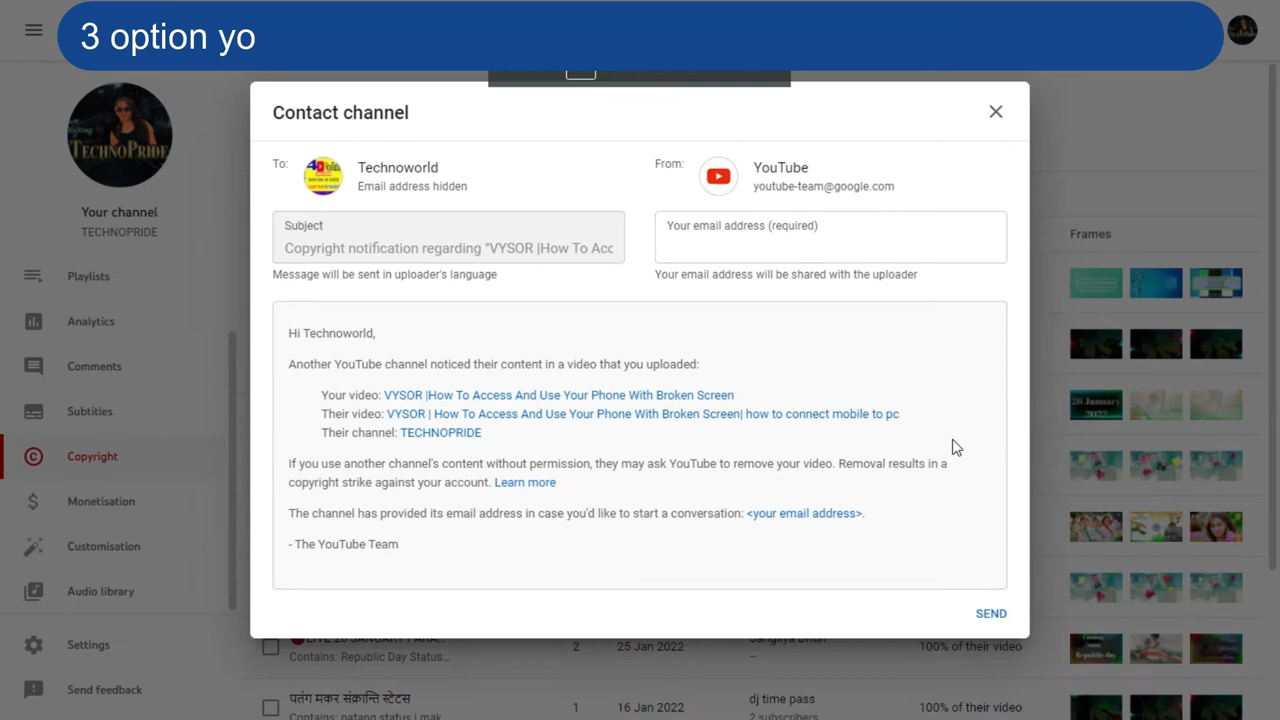 3 option yo
TECHNOPRIDE
Your channel
TECHNOPRIDE
Playlists
Analytics
Comments
Subtitles
Copyright
Monetisation
Customisation
Audio library
Settings
Send feedback
Contact channel
To:
Technoworld
Email address hidden
From:
YouTube
youtube-team@google.com
Subject
Copyright notification regarding "VYSOR |How To Acc
Message will be sent in uploader's language
Your email address (required)
Your email address will be shared with the uploader
Hi Technoworld,
Another YouTube channel noticed their content in a video that you uploaded:
Your video: VYSOR |How To Access And Use Your Phone With Broken Screen
Their video: VYSOR | How To Access And Use Your Phone With Broken Screen| how to connect mobile to pc
Their channel: TECHNOPRIDE
If you use another channel's content without permission, they may ask YouTube to remove your video. Removal results in a
copyright strike against your account. Learn more
The channel has provided its email address in case you'd like to start a conversation: <your email address>.
- The YouTube Team
SEND
Frames
26 January
2022
Republic day
2 25 Jan 2022 100% of their video
Contains: Republic Day Status...
पतंग मकर संक्रान्ति स्टेटस 1 16 Jan 2022 dj time pass 100% of their video